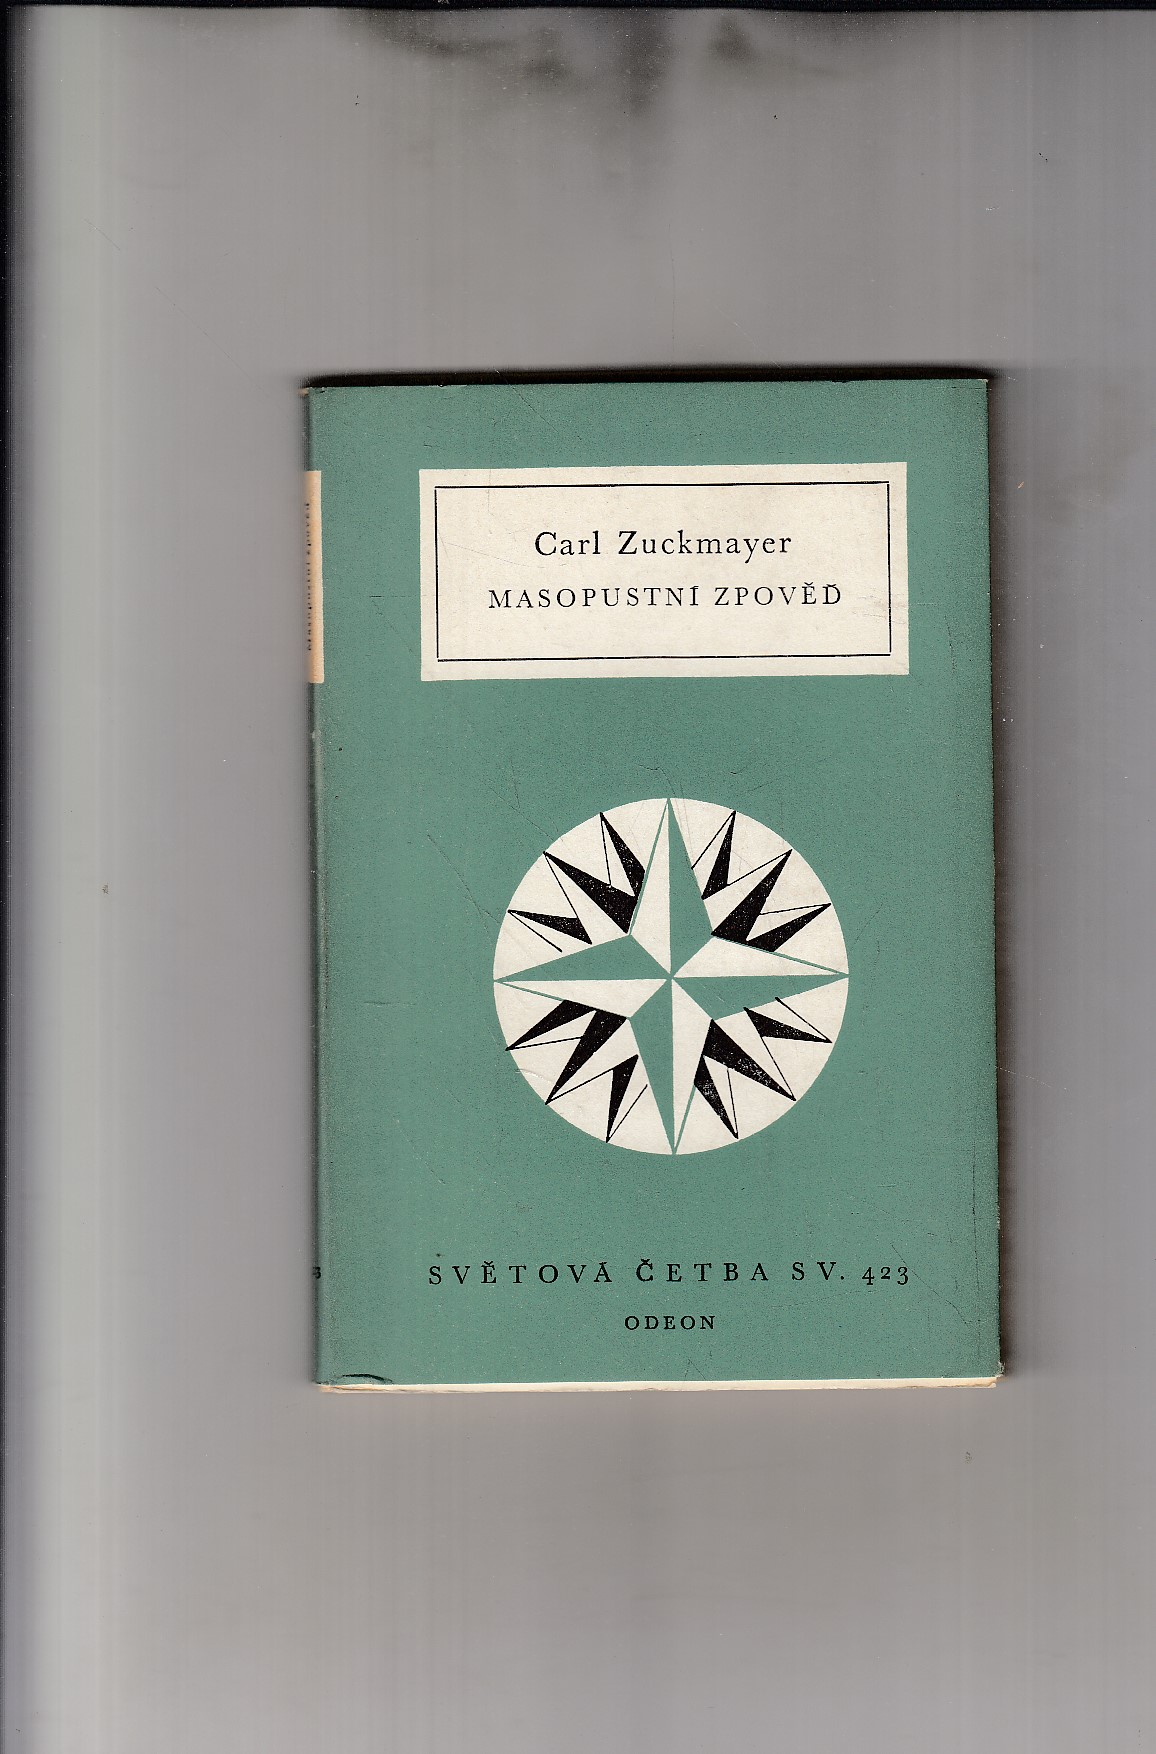 Carl Zuckmayer
MASOPUSTNÍ ZPOVĚĎ
SVĚTOVÁ ČETBA SV. 423
ODEON